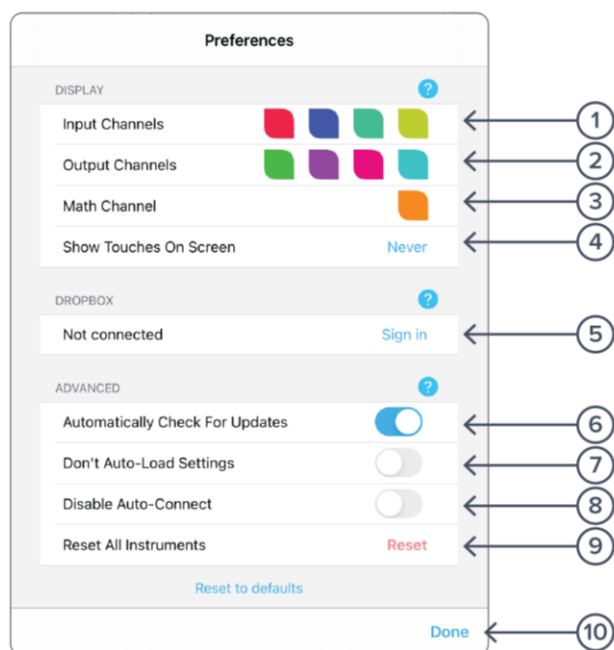 Preferences
DISPLAY ?
Input Channels 1
Output Channels 2
Math Channel 3
Show Touches On Screen Never 4
DROPBOX ?
Not connected Sign in 5
ADVANCED ?
Automatically Check For Updates 6
Don't Auto-Load Settings 7
Disable Auto-Connect 8
Reset All Instruments Reset 9
Reset to defaults
Done 10